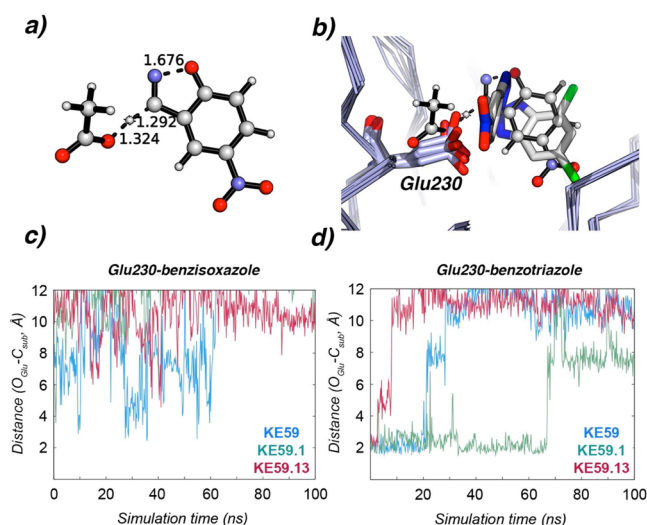 a)
b)
1.676
1.292
1.324
Glu230
c)
d)
Glu230-benzisoxazole
Glu230-benzotriazole
Distance (OGlu-Csub, Å)
12
10
8
6
4
2
KE59
KE59.1
KE59.13
0 20 40 60 80 100
Simulation time (ns)
Distance (OGlu-Csub, Å)
12
10
8
6
4
2
KE59
KE59.1
KE59.13
0 20 40 60 80 100
Simulation time (ns)